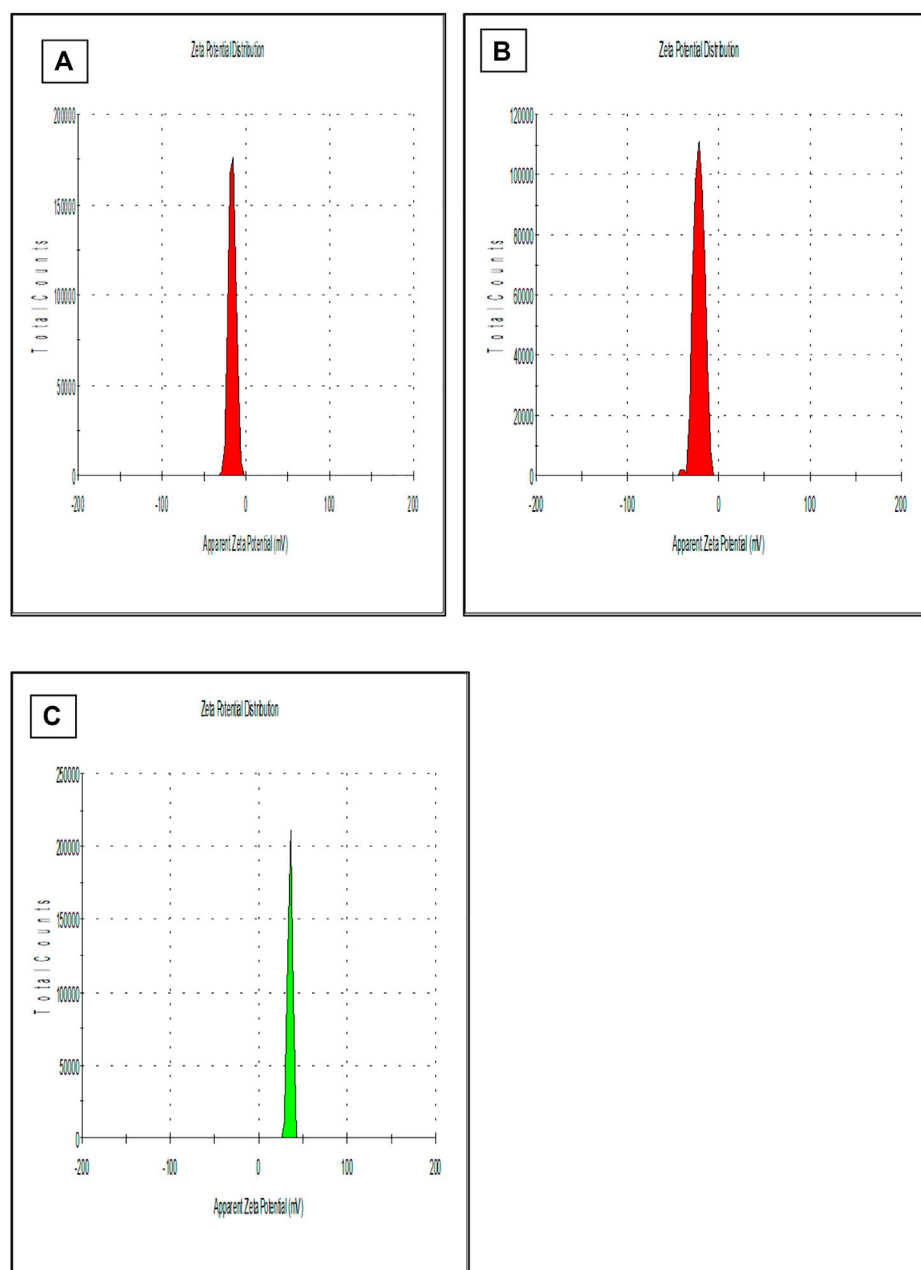 A
Zeta Potential Distribution
200000
150000
100000
50000
0
Total Counts
-200 -100 0 100 200
Apparent Zeta Potential (mV)
B
Zeta Potential Distribution
120000
100000
80000
60000
40000
20000
0
Total Counts
-200 -100 0 100 200
Apparent Zeta Potential (mV)
C
Zeta Potential Distribution
250000
200000
150000
100000
50000
0
Total Counts
-200 -100 0 100 200
Apparent Zeta Potential (mV)